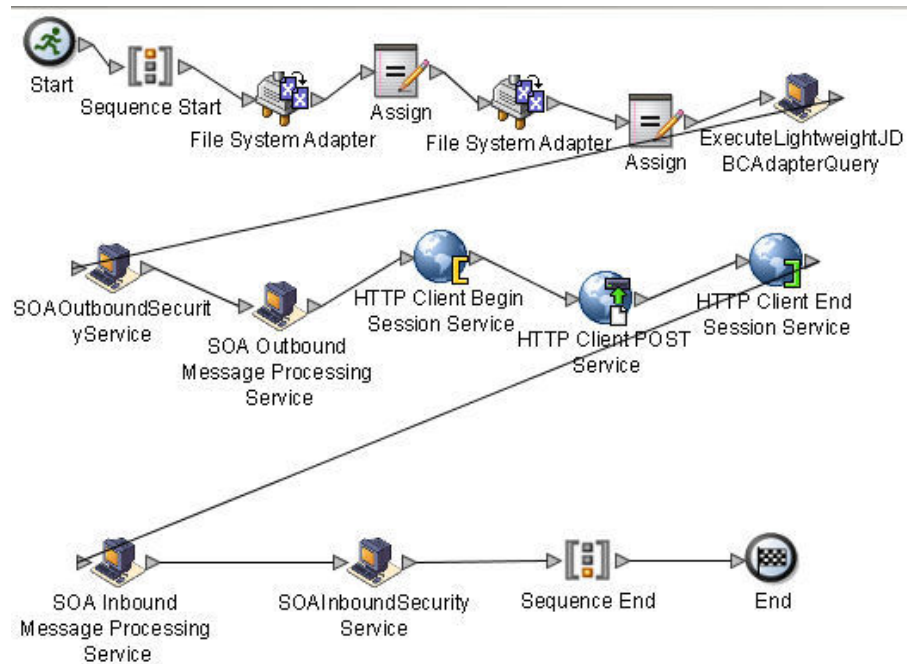 Start
Sequence Start
File System Adapter
Assign
File System Adapter
Assign
ExecuteLightweightJD
BCAdapterQuery
SOAOutboundSecurit
yService
SOA Outbound
Message Processing
Service
HTTP Client Begin
Session Service
HTTP Client POST
Service
HTTP Client End
Session Service
SOA Inbound
Message Processing
Service
SOAInboundSecurity
Service
Sequence End
End